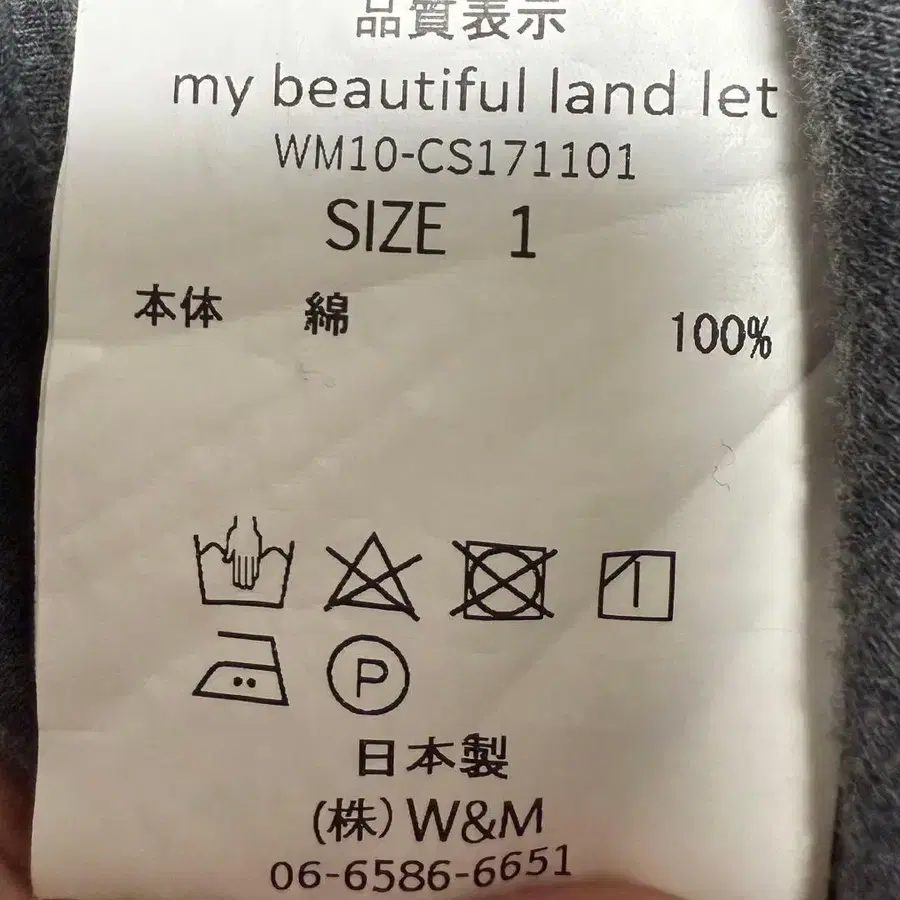 品質表示
my beautiful land let
WM10-CS171101
SIZE 1
本体 綿 100%
P
日本製
(株)W&M
06-6586-6651